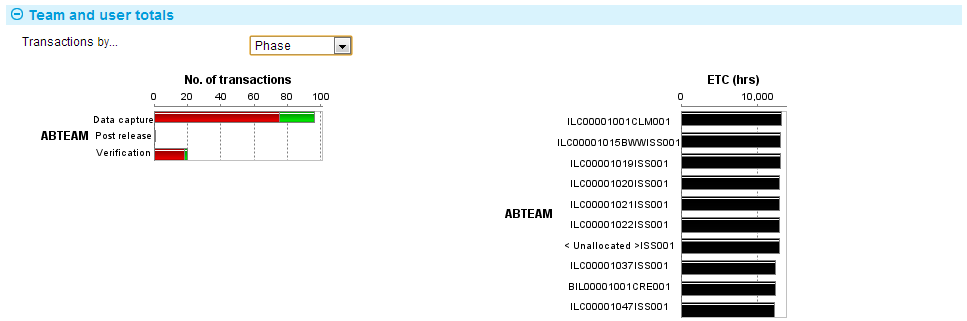 Team and user totals
Transactions by...
Phase
No. of transactions
0 20 40 60 80 100
Data capture
ABTEAM
Post release
Verification
ETC (hrs)
0 10,000
ILC00001001CLM001
ILC00001015BWWISS001
ILC00001019ISS001
ILC00001020ISS001
ILC00001021ISS001
ABTEAM
ILC00001022ISS001
< Unallocated >ISS001
ILC00001037ISS001
BIL00001001CRE001
ILC00001047ISS001